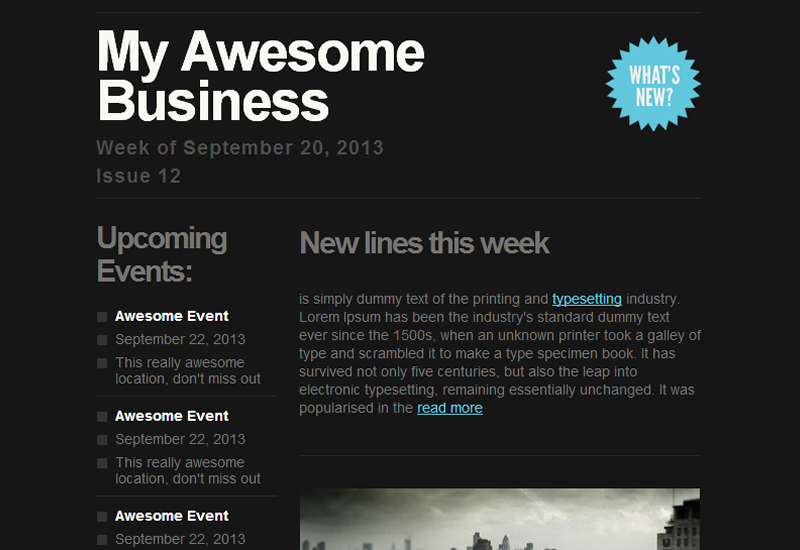 My Awesome
Business
WHAT'S
NEW?
Week of September 20, 2013
Issue 12
Upcoming
Events:
Awesome Event
September 22, 2013
This really awesome
location, don't miss out
Awesome Event
September 22, 2013
This really awesome
location, don't miss out
Awesome Event
September 22, 2013
New lines this week
is simply dummy text of the printing and typesetting industry.
Lorem Ipsum has been the industry's standard dummy text
ever since the 1500s, when an unknown printer took a galley of
type and scrambled it to make a type specimen book. It has
survived not only five centuries, but also the leap into
electronic typesetting, remaining essentially unchanged. It was
popularised in the read more